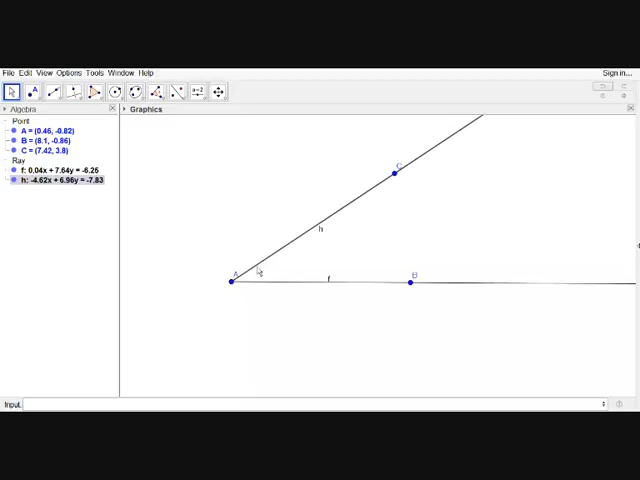 File Edit View Options Tools Window Help Sign in...
A a=2
Algebra
Graphics
Point
A = (0.46, -0.82)
B = (8.1, -0.86)
C = (7.42, 3.8)
Ray
f: 0.04x + 7.64y = -6.25
h: -4.62x + 6.96y = -7.83
C
h
A
f
B
Input: